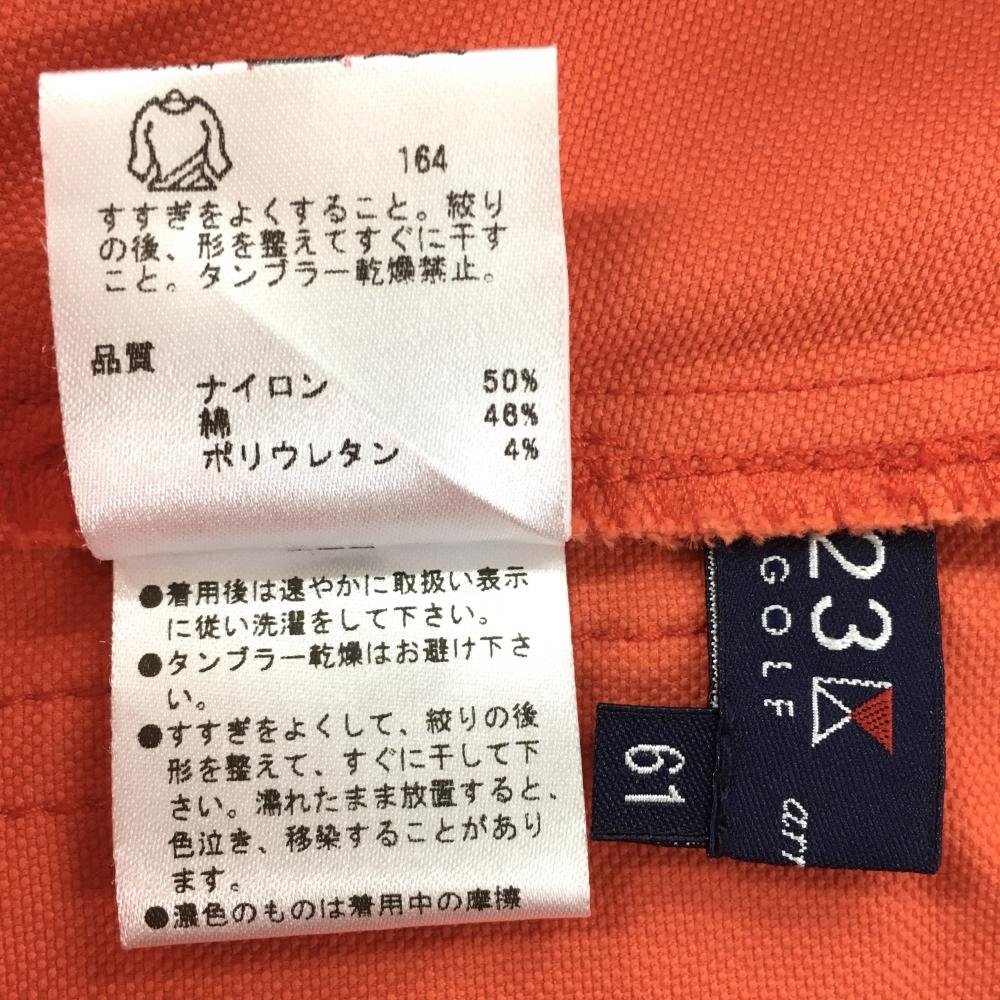 164
すすぎをよくすること。絞り
の後、形を整えてすぐに干す
こと。タンブラー乾燥禁止。
品質
ナイロン 50%
綿 46%
ポリウレタン 4%
●着用後は速やかに取扱い表示
に従い洗濯をして下さい。
●タンブラー乾燥はお避け下さ
い。
●すすぎをよくして、絞りの後
形を整えて、すぐに干して下
さい。濡れたまま放置すると、
色泣き、移染することがあり
ます。
●濃色のものは着用中の摩擦
23
GOLF
61